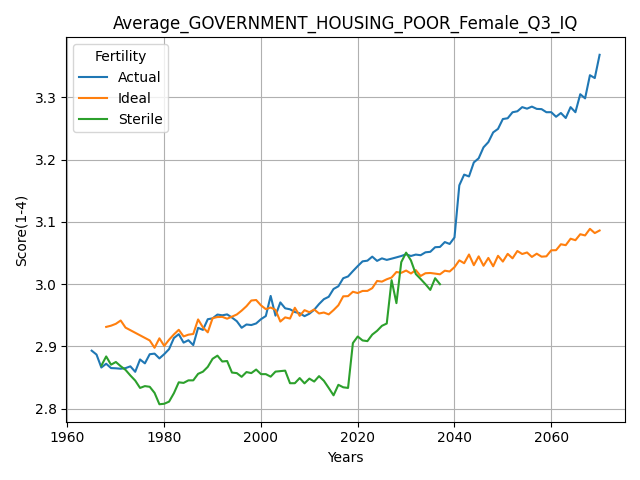 Average_GOVERNMENT_HOUSING_POOR_Female_Q3_IQ
Fertility
Actual
Ideal
Sterile
Score(1-4)
3.3
3.2
3.1
3.0
2.9
2.8
1960 1980 2000 2020 2040 2060
Years